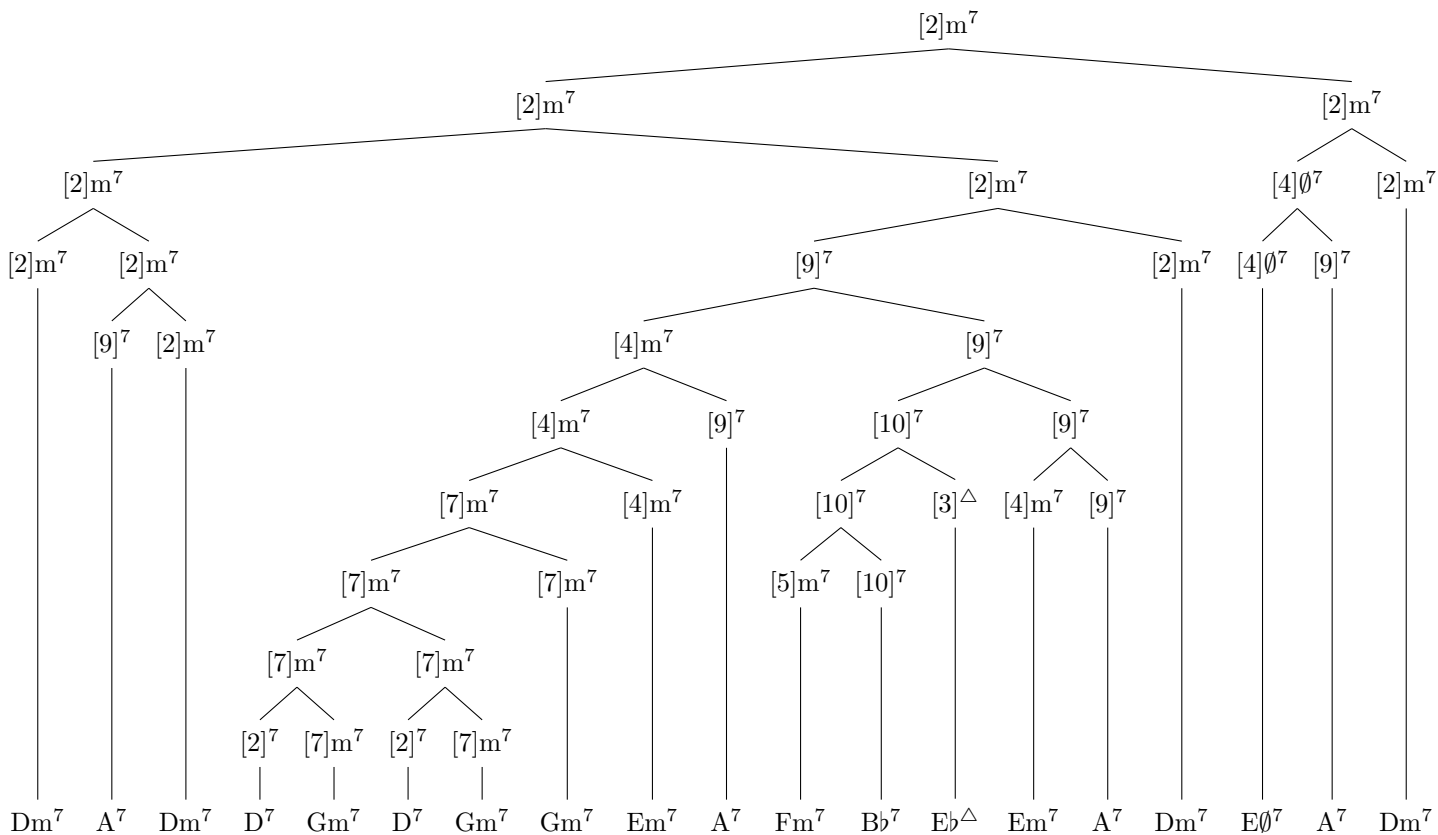 [2]m⁷
[2]m⁷ [2]m⁷
[2]m⁷ [2]m⁷ [4]∅⁷ [2]m⁷
[2]m⁷ [2]m⁷ [9]⁷ [2]m⁷ [4]∅⁷ [9]⁷
[9]⁷ [2]m⁷ [4]m⁷ [9]⁷
[4]m⁷ [9]⁷ [10]⁷ [9]⁷
[7]m⁷ [4]m⁷ [10]⁷ [3]△ [4]m⁷ [9]⁷
[7]m⁷ [7]m⁷ [5]m⁷ [10]⁷
[7]m⁷ [7]m⁷
[2]⁷ [7]m⁷ [2]⁷ [7]m⁷
Dm⁷ A⁷ Dm⁷ D⁷ Gm⁷ D⁷ Gm⁷ Gm⁷ Em⁷ A⁷ Fm⁷ B♭⁷ E♭△ Em⁷ A⁷ Dm⁷ E∅⁷ A⁷ Dm⁷